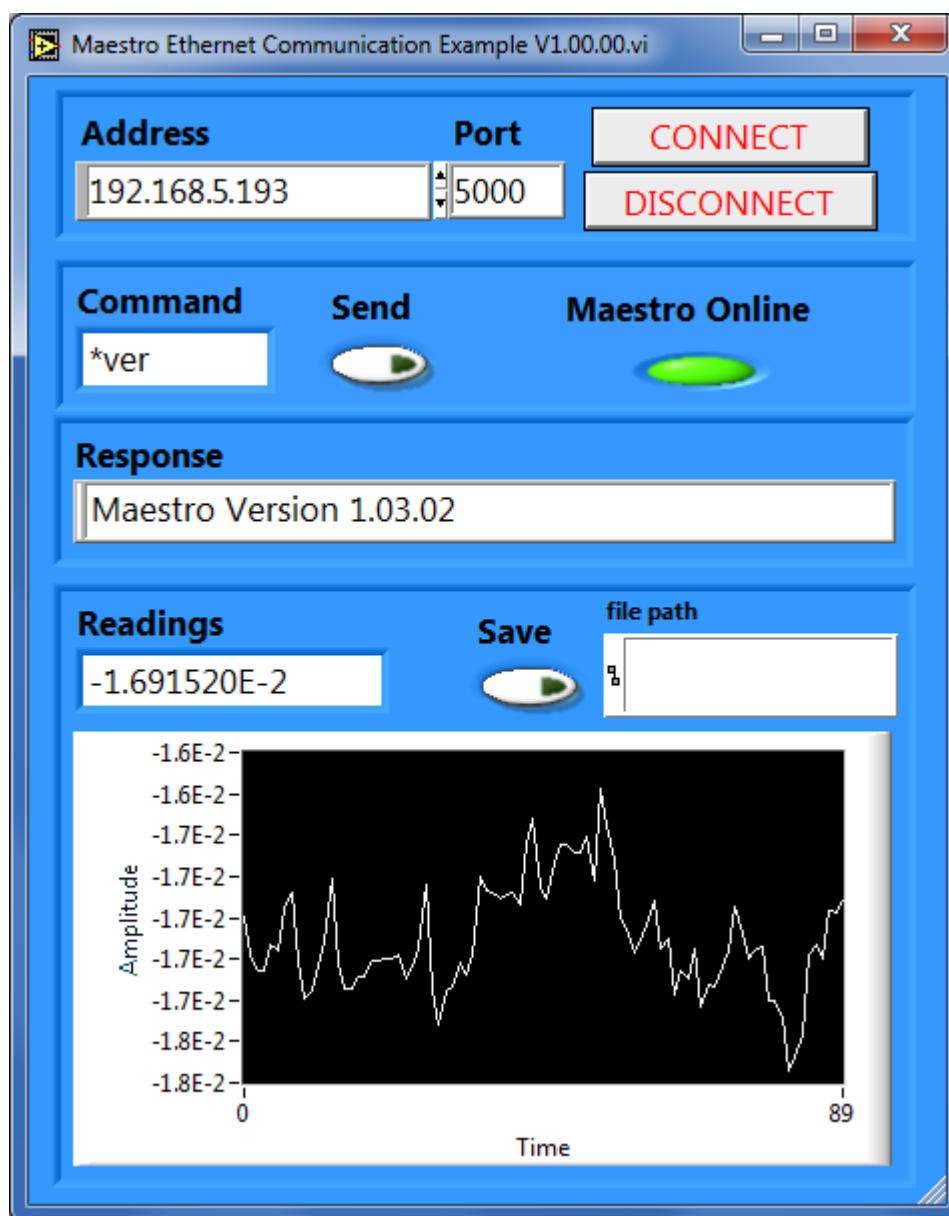 Maestro Ethernet Communication Example V1.00.00.vi
Address
Port
CONNECT
192.168.5.193
5000
DISCONNECT
Command
Send
Maestro Online
*ver
Response
Maestro Version 1.03.02
Readings
Save
file path
-1.691520E-2
-1.6E-2
-1.6E-2
-1.7E-2
-1.7E-2
-1.7E-2
-1.7E-2
-1.7E-2
-1.8E-2
-1.8E-2
Amplitude
0
89
Time